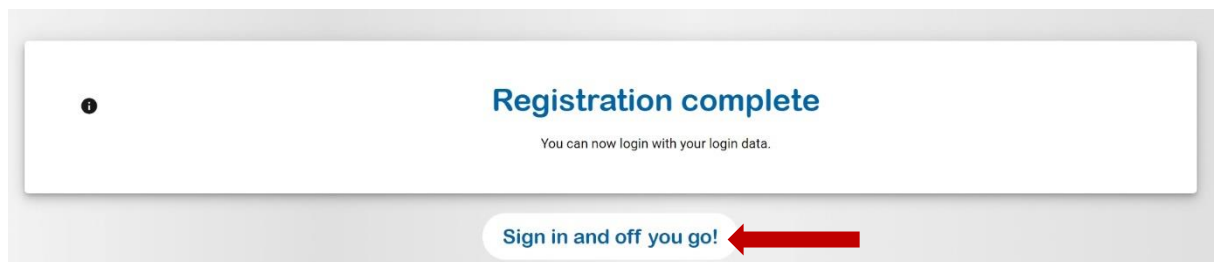 Registration complete
You can now login with your login data.
Sign in and off you go!